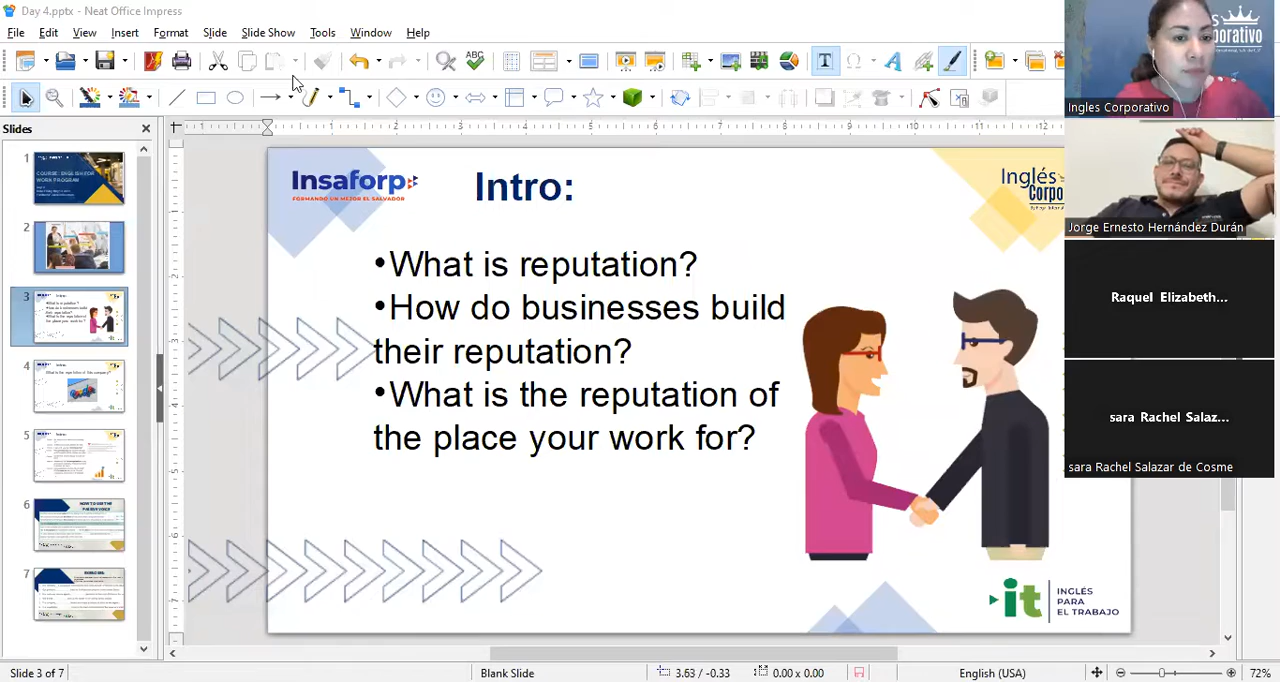 Day 4.pptx - Neat Office Impress
File Edit View Insert Format Slide Slide Show Tools Window Help
Slides
Insaforp
FORMANDO UN MEJOR EL SALVADOR
Intro:
Inglés
Corpo
•What is reputation?
•How do businesses build
their reputation?
•What is the reputation of
the place your work for?
it
INGLÉS
PARA
EL TRABAJO
Ingles Corporativo
Jorge Ernesto Hernández Durán
Raquel Elizabeth...
sara Rachel Salaz...
sara Rachel Salazar de Cosme
Slide 3 of 7
Blank Slide
3.63 / -0.33
0.00 x 0.00
English (USA)
72%